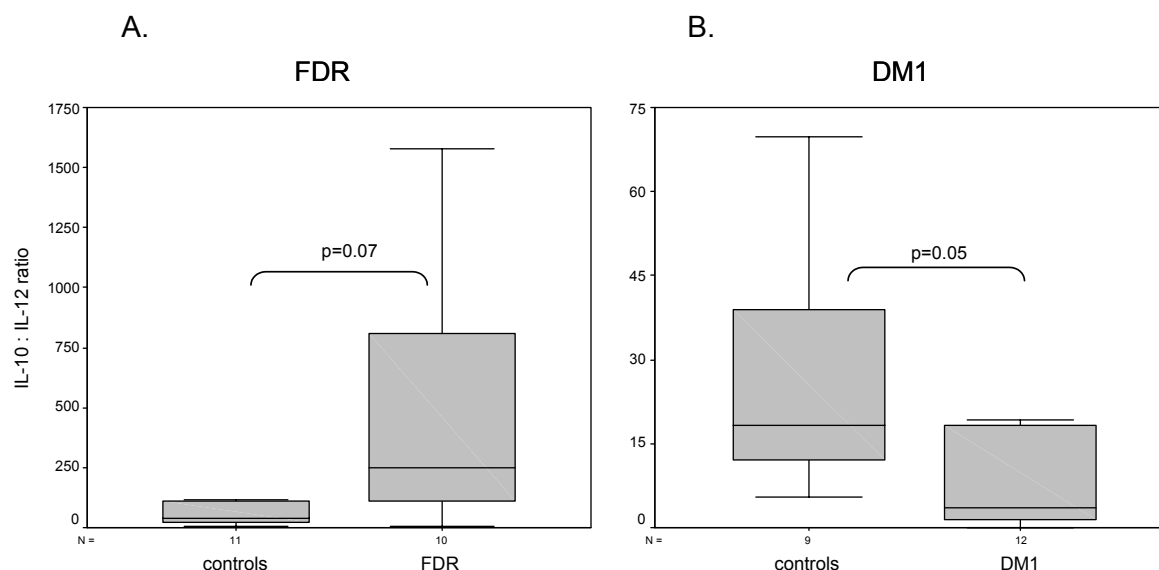 A.
FDR
1750
1500
1250
1000
750
500
250
0
IL-10 : IL-12 ratio
p=0.07
N =
11
10
controls
FDR
B.
DM1
75
60
45
30
15
0
p=0.05
N =
9
12
controls
DM1